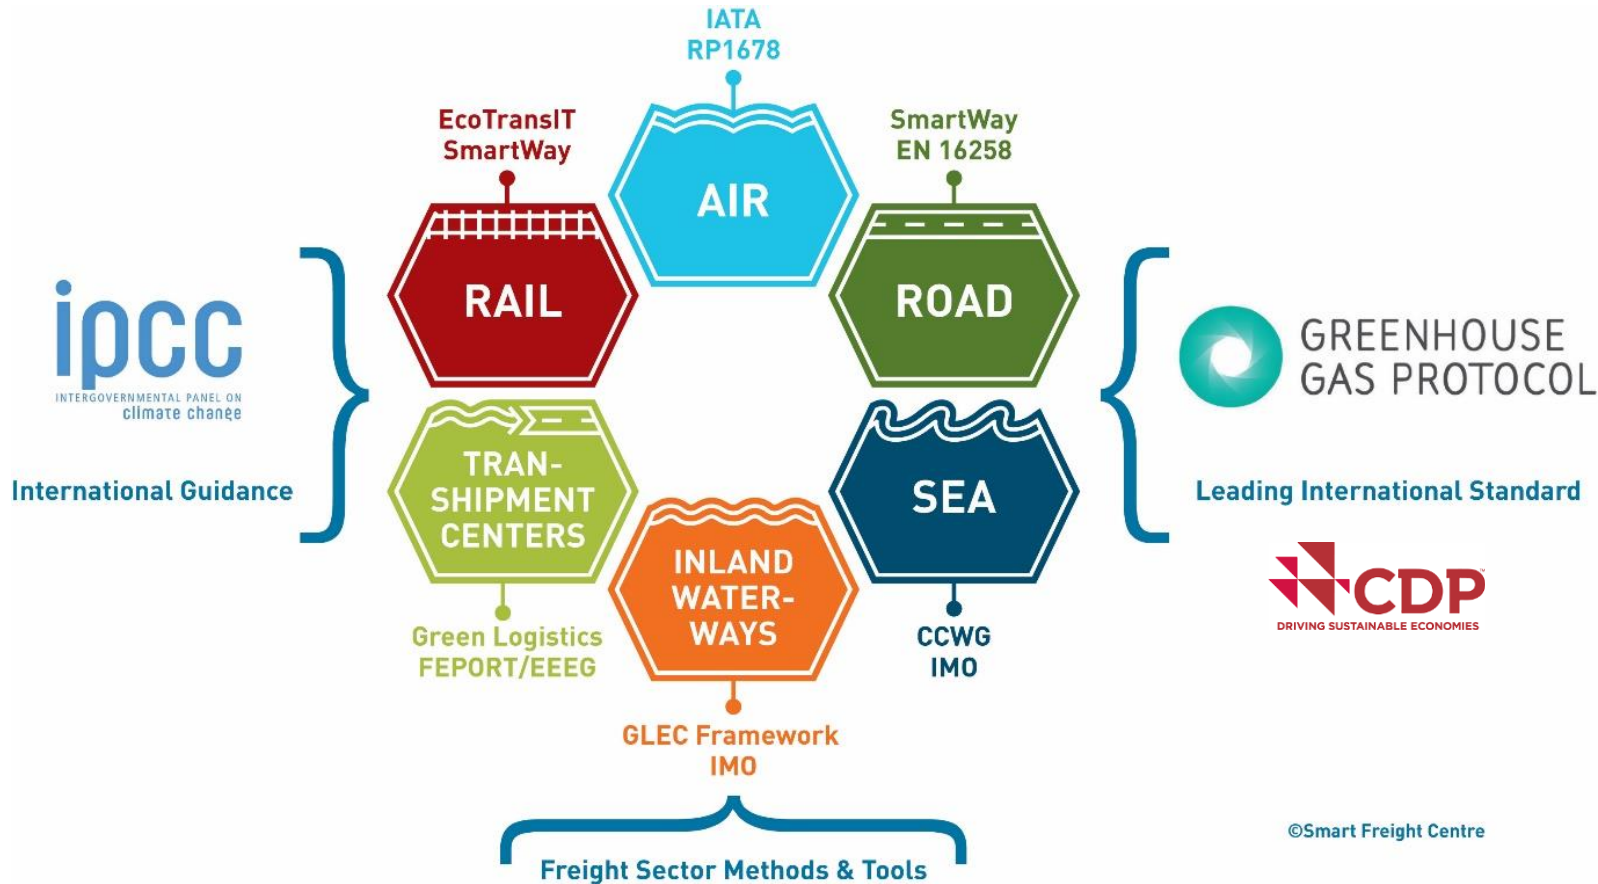 IATA
RP1678
EcoTransIT
SmartWay
SmartWay
EN 16258
AIR
RAIL
ROAD
ipcc
INTERGOVERNMENTAL PANEL ON
climate change
International Guidance
GREENHOUSE
GAS PROTOCOL
Leading International Standard
TRAN-
SHIPMENT
CENTERS
SEA
INLAND
WATER-
WAYS
CDP™
DRIVING SUSTAINABLE ECONOMIES
Green Logistics
FEPORT/EEEG
CCWG
IMO
GLEC Framework
IMO
©Smart Freight Centre
Freight Sector Methods & Tools